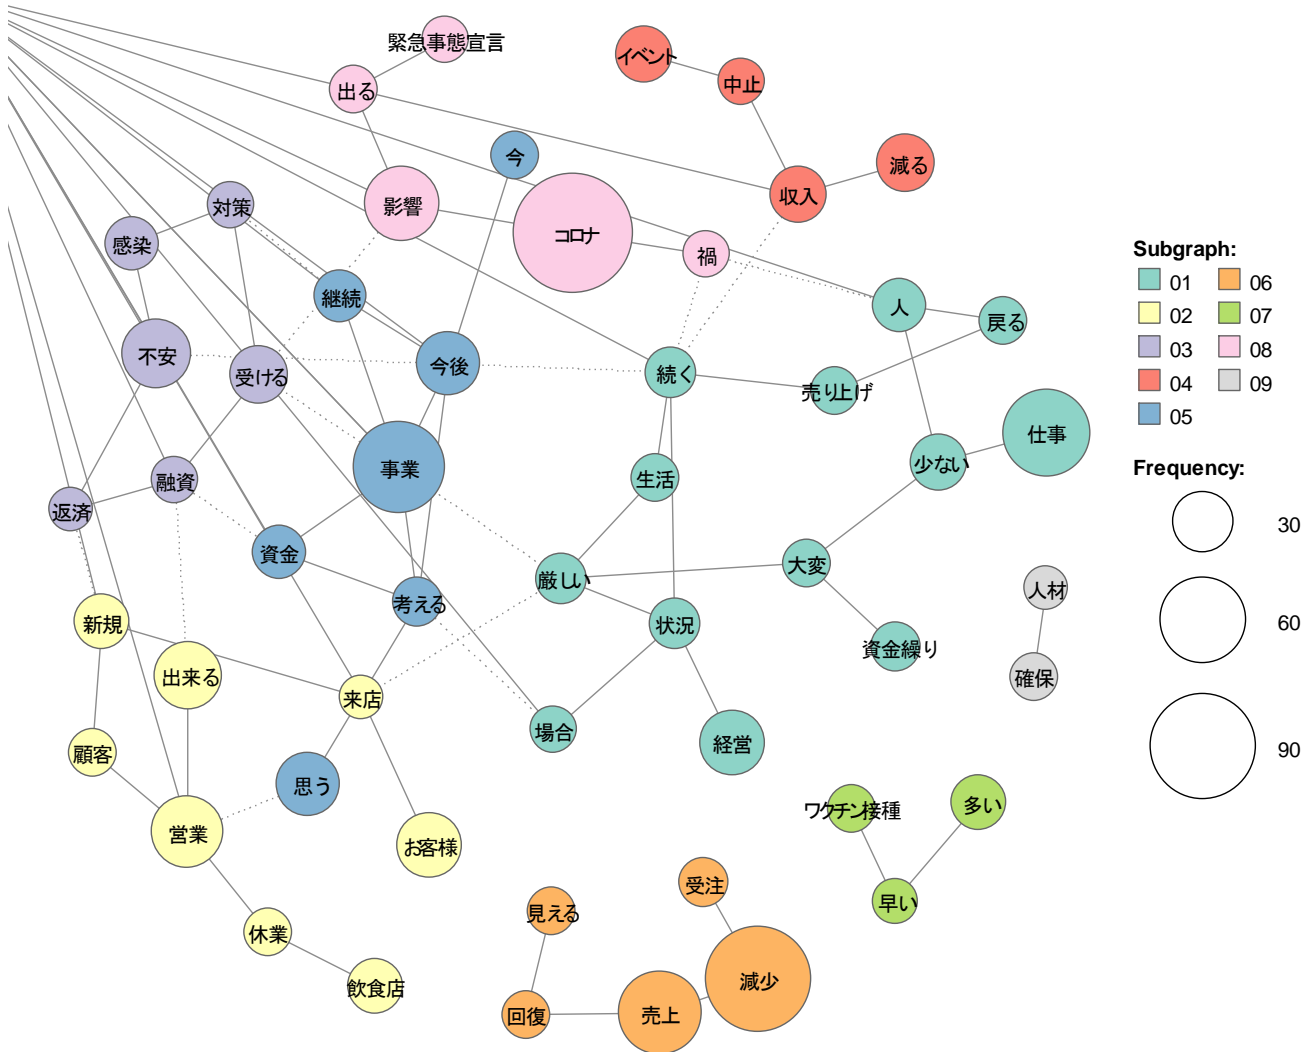 緊急事態宣言
イベント
中止
出る
今
減る
収入
対策
影響
コロナ
感染
禍
継続
人
戻る
不安
受ける
今後
続く
売り上げ
仕事
事業
少ない
生活
融資
返済
資金
厳しい
大変
考える
人材
新規
状況
資金繰り
出来る
確保
来店
場合
経営
顧客
思う
営業
お客様
ワクチン接種
多い
受注
早い
見える
休業
減少
飲食店
回復
売上
Subgraph:
01
06
02
07
03
08
04
09
05
Frequency:
30
60
90